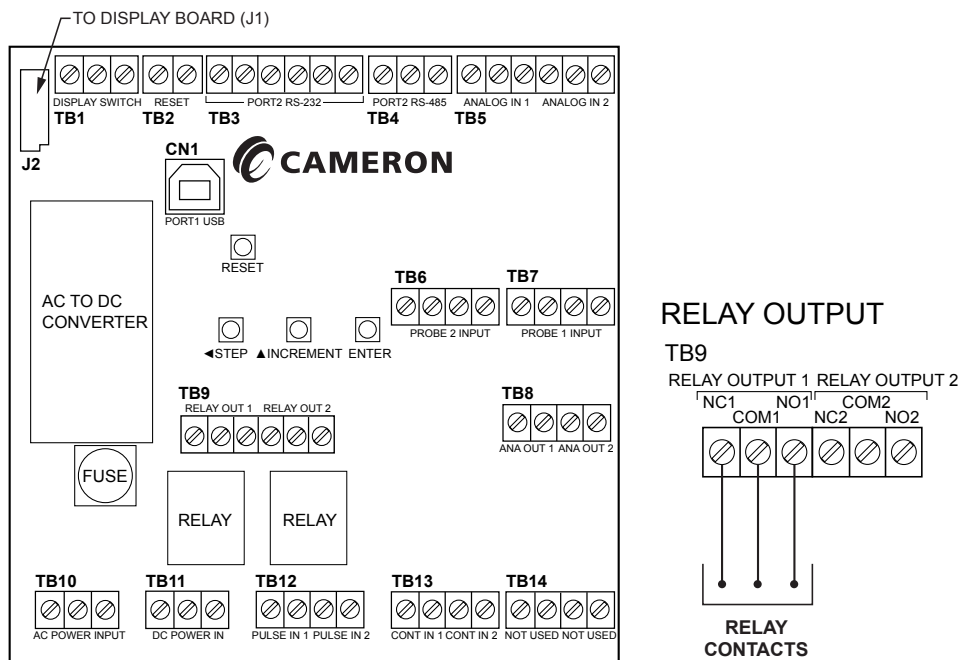 TO DISPLAY BOARD (J1)
DISPLAY SWITCH RESET PORT2 RS-232 PORT2 RS-485 ANALOG IN 1 ANALOG IN 2
TB1 TB2 TB3 TB4 TB5
J2
CN1
CAMERON
PORT1 USB
RESET
AC TO DC
CONVERTER
TB6 TB7
PROBE 2 INPUT PROBE 1 INPUT
◄STEP ▲INCREMENT ENTER
TB9
RELAY OUT 1 RELAY OUT 2
TB8
ANA OUT 1 ANA OUT 2
FUSE
RELAY RELAY
TB10 TB11 TB12 TB13 TB14
AC POWER INPUT DC POWER IN PULSE IN 1 PULSE IN 2 CONT IN 1 CONT IN 2 NOT USED NOT USED
RELAY OUTPUT
TB9
RELAY OUTPUT 1 RELAY OUTPUT 2
NC1 NO1 COM2
COM1 NC2 NO2
RELAY
CONTACTS